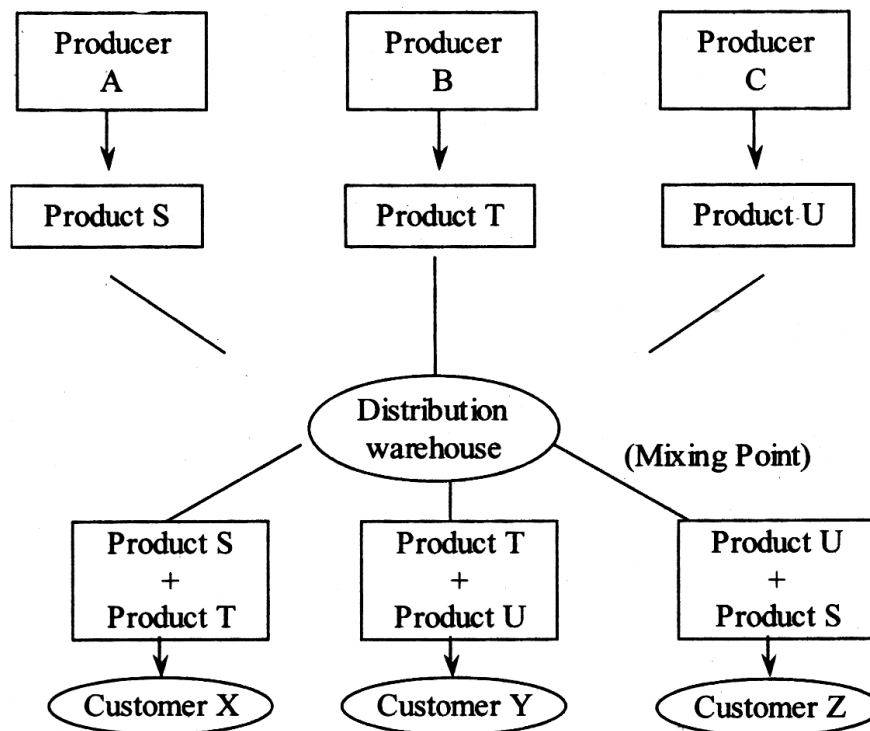 Producer
A
Producer
B
Producer
C
Product S
Product T
Product U
Distribution
warehouse
(Mixing Point)
Product S
+
Product T
Product T
+
Product U
Product U
+
Product S
Customer X
Customer Y
Customer Z